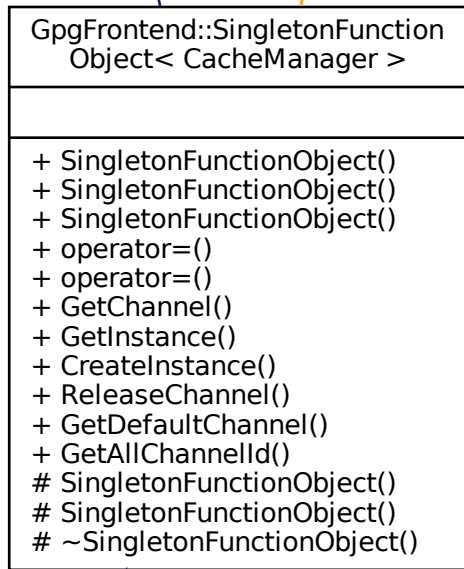 GpgFrontend::SingletonFunction
Object< CacheManager >
+ SingletonFunctionObject()
+ SingletonFunctionObject()
+ SingletonFunctionObject()
+ operator=()
+ operator=()
+ GetChannel()
+ GetInstance()
+ CreateInstance()
+ ReleaseChannel()
+ GetDefaultChannel()
+ GetAllChannelId()
# SingletonFunctionObject()
# SingletonFunctionObject()
# ~SingletonFunctionObject()